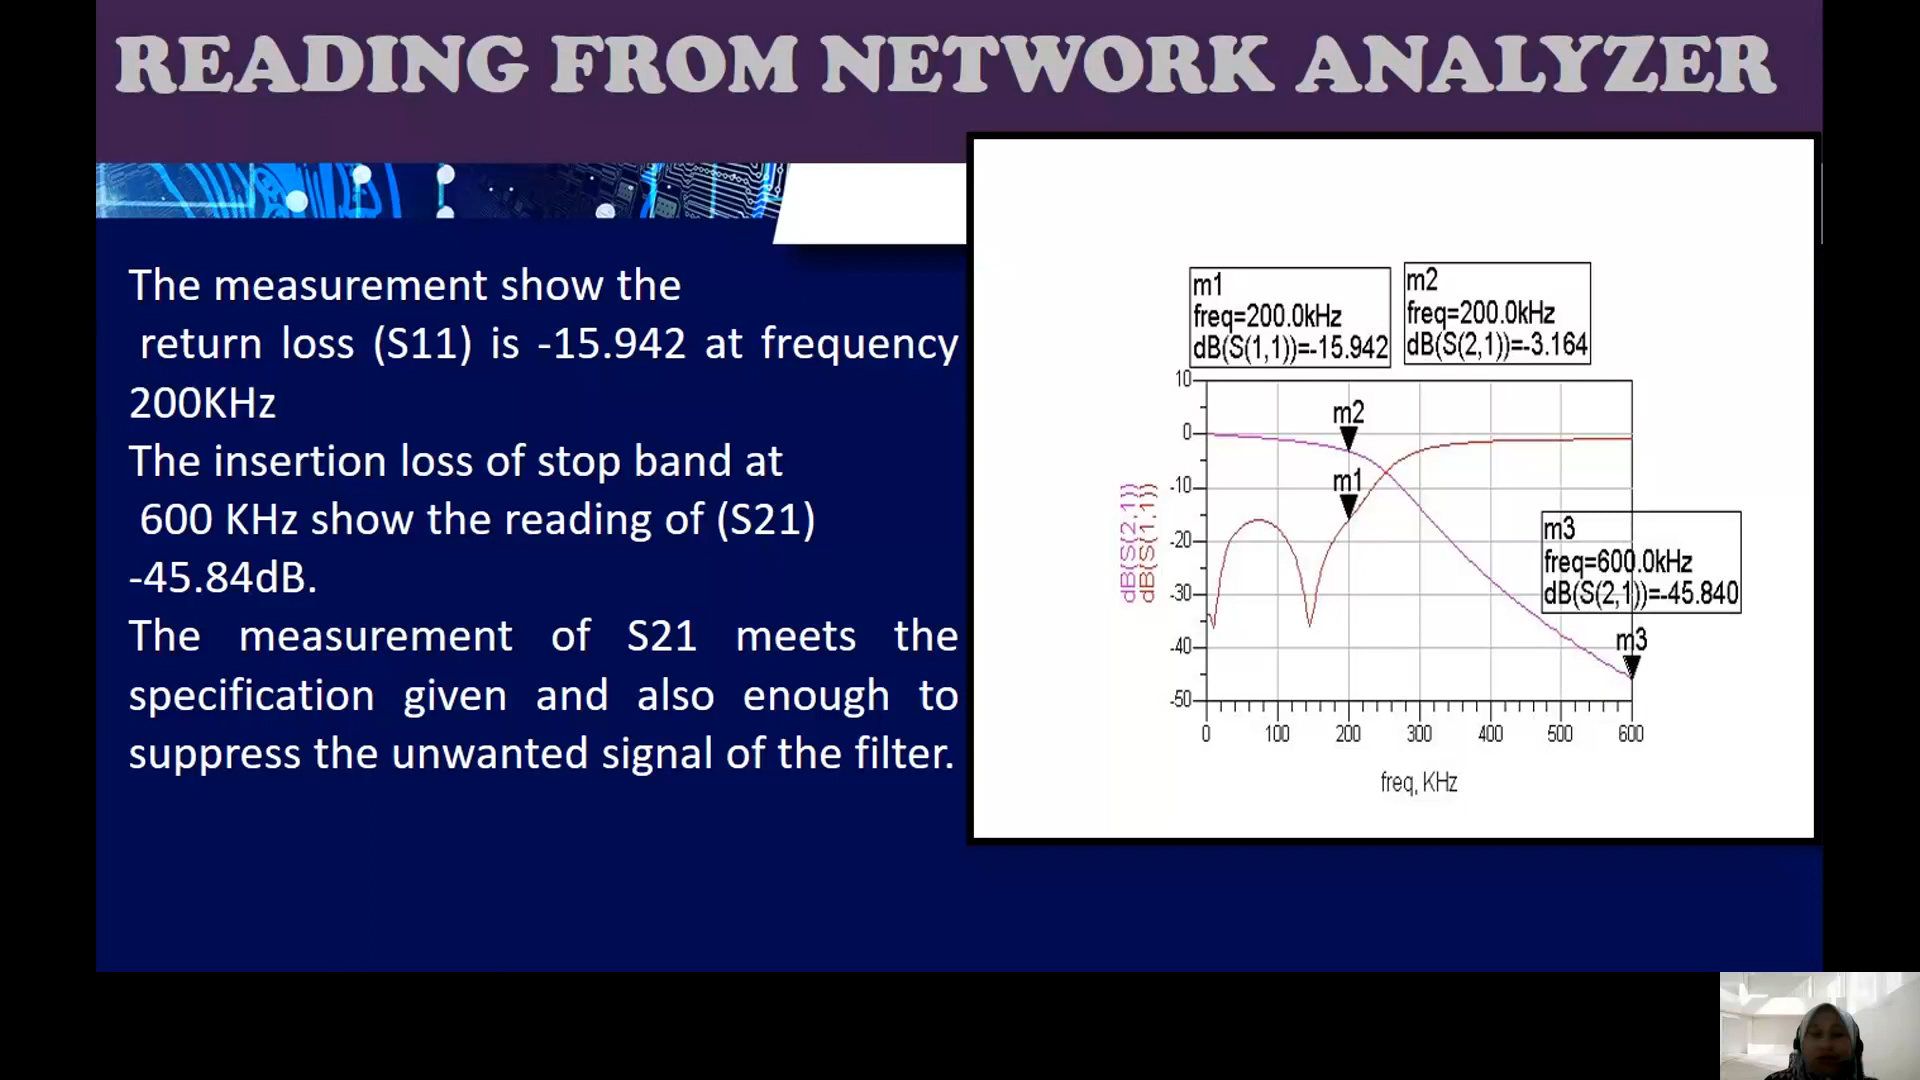 READING FROM NETWORK ANALYZER
The measurement show the
return loss (S11) is -15.942 at frequency
200KHz
The insertion loss of stop band at
600 KHz show the reading of (S21)
-45.84dB.
The measurement of S21 meets the
specification given and also enough to
suppress the unwanted signal of the filter.
m1
freq=200.0kHz
dB(S(1,1))=-15.942
m2
freq=200.0kHz
dB(S(2,1))=-3.164
10
0
-10
-20
-30
-40
-50
dB(S(2,1))
dB(S(1,1))
m2
m1
m3
freq=600.0kHz
dB(S(2,1))=-45.840
m3
0 100 200 300 400 500 600
freq, KHz